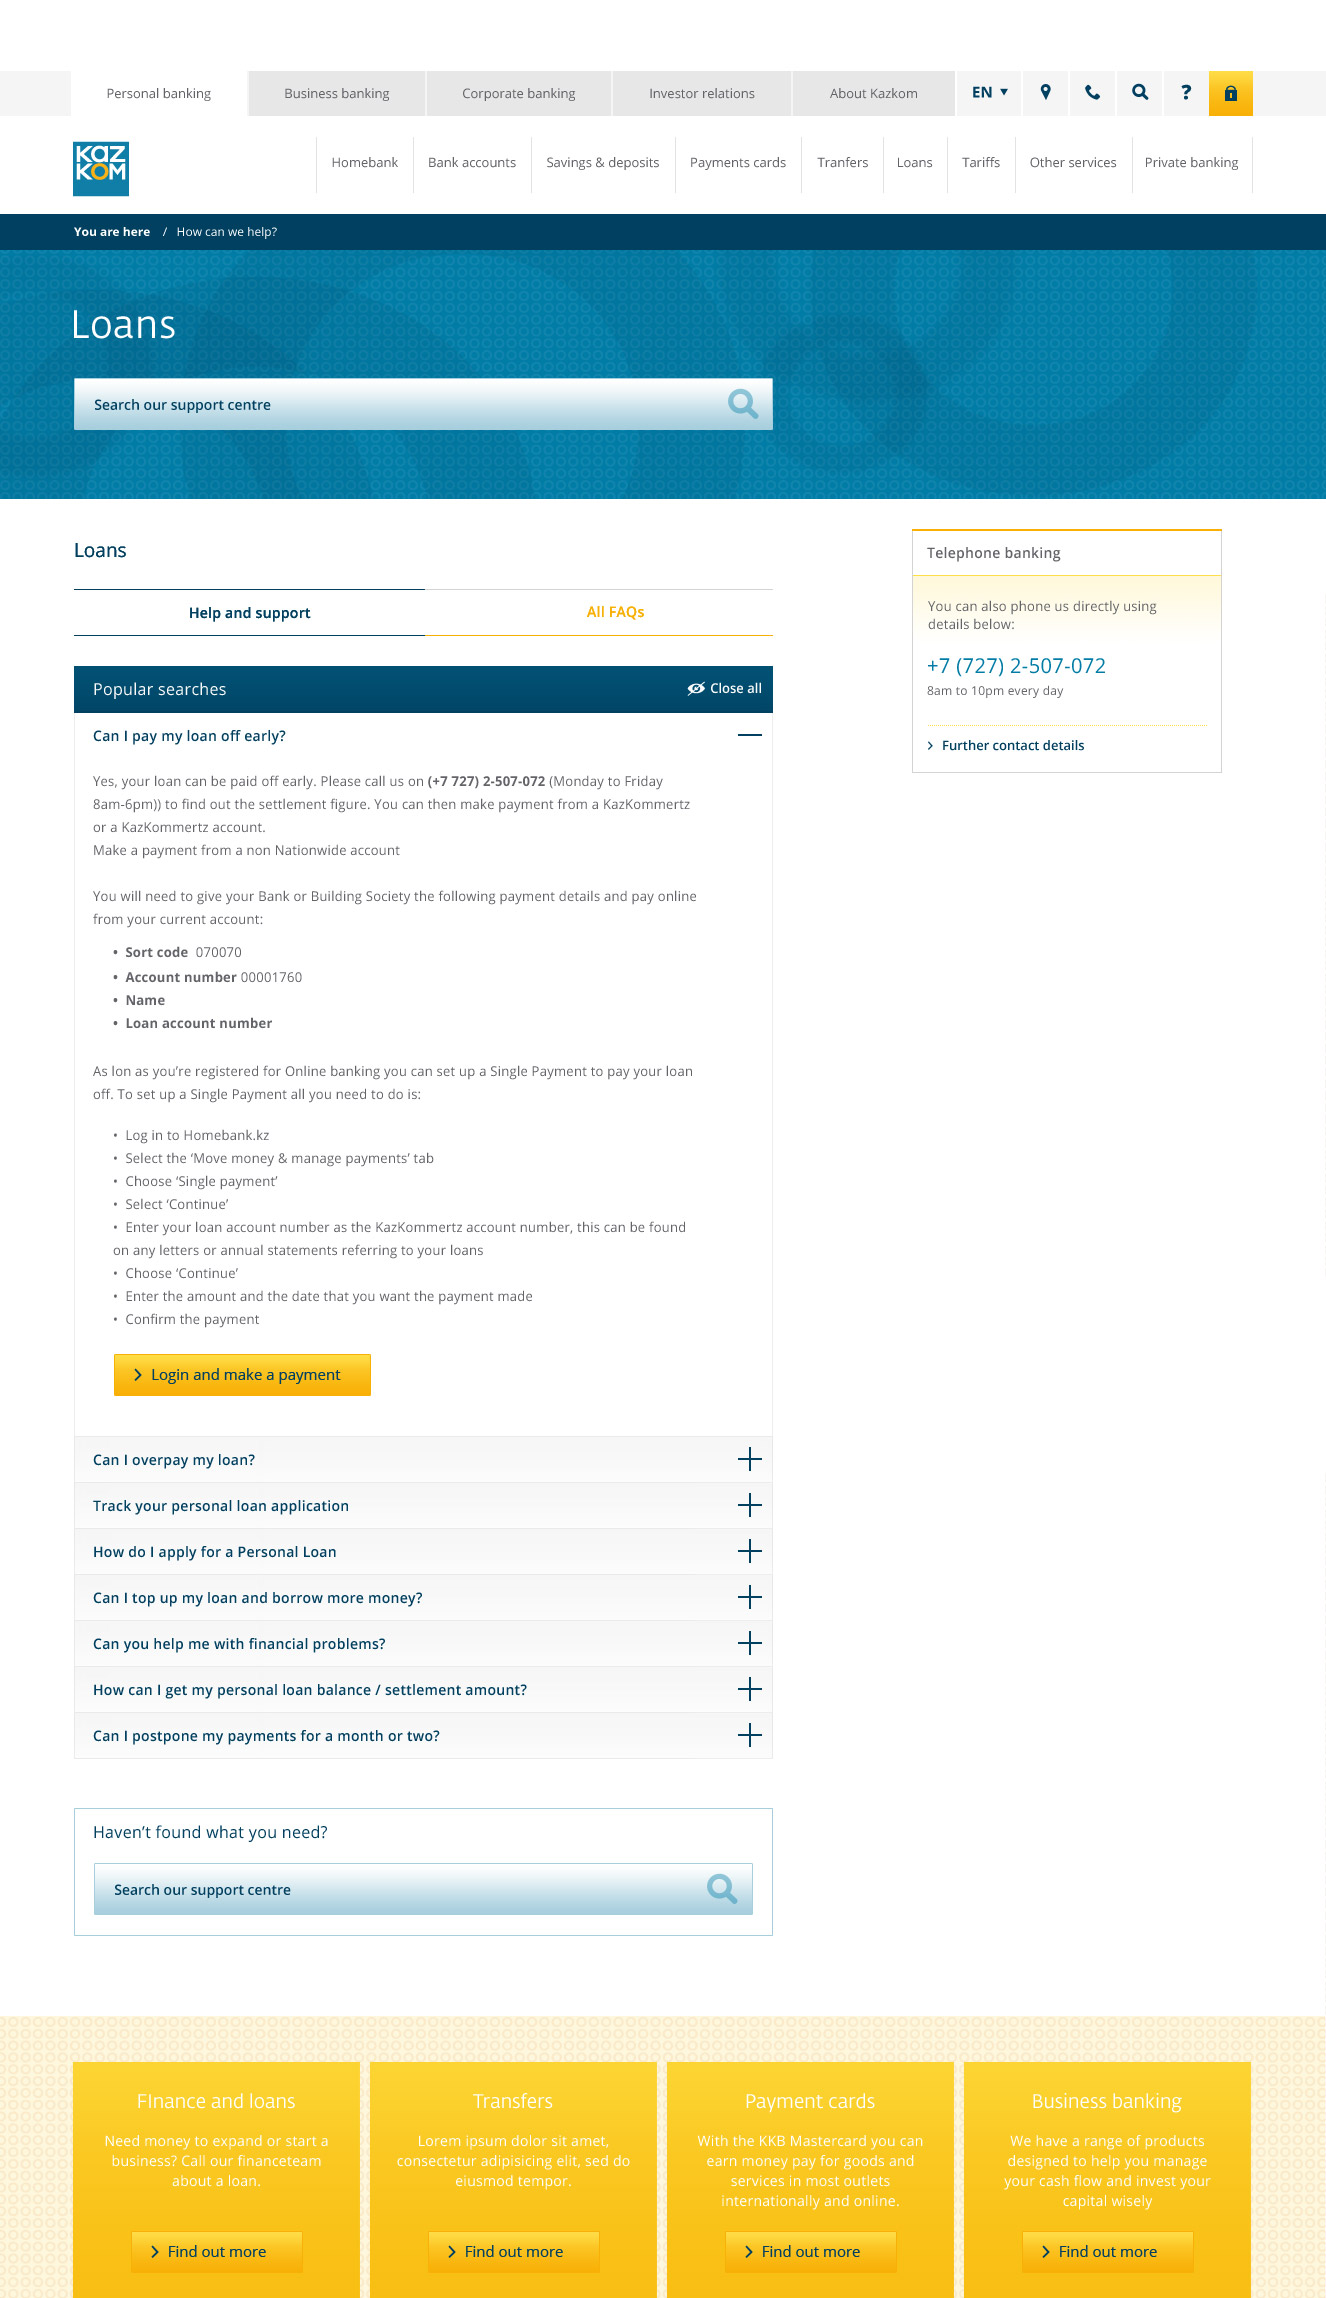 Personal banking
Business banking
Corporate banking
Investor relations
About Kazkom
EN
?
KAZ
KOM
Homebank
Bank accounts
Savings & deposits
Payments cards
Tranfers
Loans
Tariffs
Other services
Private banking
You are here / How can we help?
Loans
Search our support centre
Loans
Help and support
All FAQs
Popular searches
Close all
Can I pay my loan off early?
Yes, your loan can be paid off early. Please call us on (+7 727) 2-507-072 (Monday to Friday
8am-6pm)) to find out the settlement figure. You can then make payment from a KazKommertz
or a KazKommertz account.
Make a payment from a non Nationwide account
You will need to give your Bank or Building Society the following payment details and pay online
from your current account:
• Sort code 070070
• Account number 00001760
• Name
• Loan account number
As lon as you’re registered for Online banking you can set up a Single Payment to pay your loan
off. To set up a Single Payment all you need to do is:
• Log in to Homebank.kz
• Select the ‘Move money & manage payments’ tab
• Choose ‘Single payment’
• Select ‘Continue’
• Enter your loan account number as the KazKommertz account number, this can be found
on any letters or annual statements referring to your loans
• Choose ‘Continue’
• Enter the amount and the date that you want the payment made
• Confirm the payment
Login and make a payment
Can I overpay my loan?
Track your personal loan application
How do I apply for a Personal Loan
Can I top up my loan and borrow more money?
Can you help me with financial problems?
How can I get my personal loan balance / settlement amount?
Can I postpone my payments for a month or two?
Haven’t found what you need?
Search our support centre
Telephone banking
You can also phone us directly using
details below:
+7 (727) 2-507-072
8am to 10pm every day
Further contact details
FInance and loans
Need money to expand or start a
business? Call our financeteam
about a loan.
Find out more
Transfers
Lorem ipsum dolor sit amet,
consectetur adipisicing elit, sed do
eiusmod tempor.
Find out more
Payment cards
With the KKB Mastercard you can
earn money pay for goods and
services in most outlets
internationally and online.
Find out more
Business banking
We have a range of products
designed to help you manage
your cash flow and invest your
capital wisely
Find out more